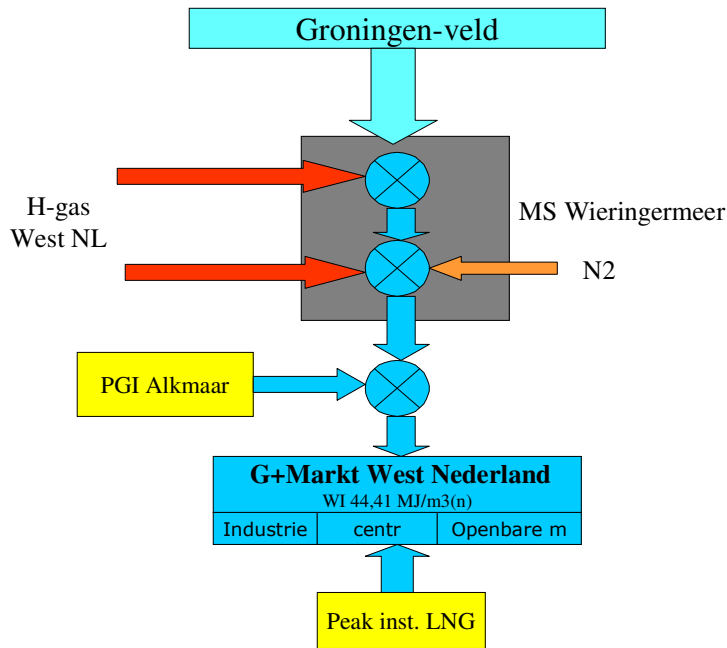 Groningen-veld
H-gas
West NL
MS Wieringermeer
N2
PGI Alkmaar
G+Markt West Nederland
WI 44,41 MJ/m3(n)
Industrie centr Openbare m
Peak inst. LNG